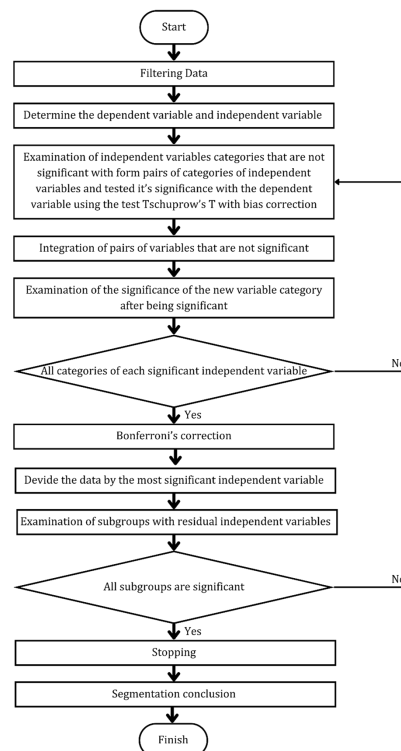 Start
Filtering Data
Determine the dependent variable and independent variable
Examination of independent variables categories that are not
significant with form pairs of categories of independent
variables and tested it's significance with the dependent
variable using the test Tschuprow's T with bias correction
Integration of pairs of variables that are not significant
Examination of the significance of the new variable category
after being significant
All categories of each significant independent variable
No
Yes
Bonferroni's correction
Devide the data by the most significant independent variable
Examination of subgroups with residual independent variables
All subgroups are significant
No
Yes
Stopping
Segmentation conclusion
Finish